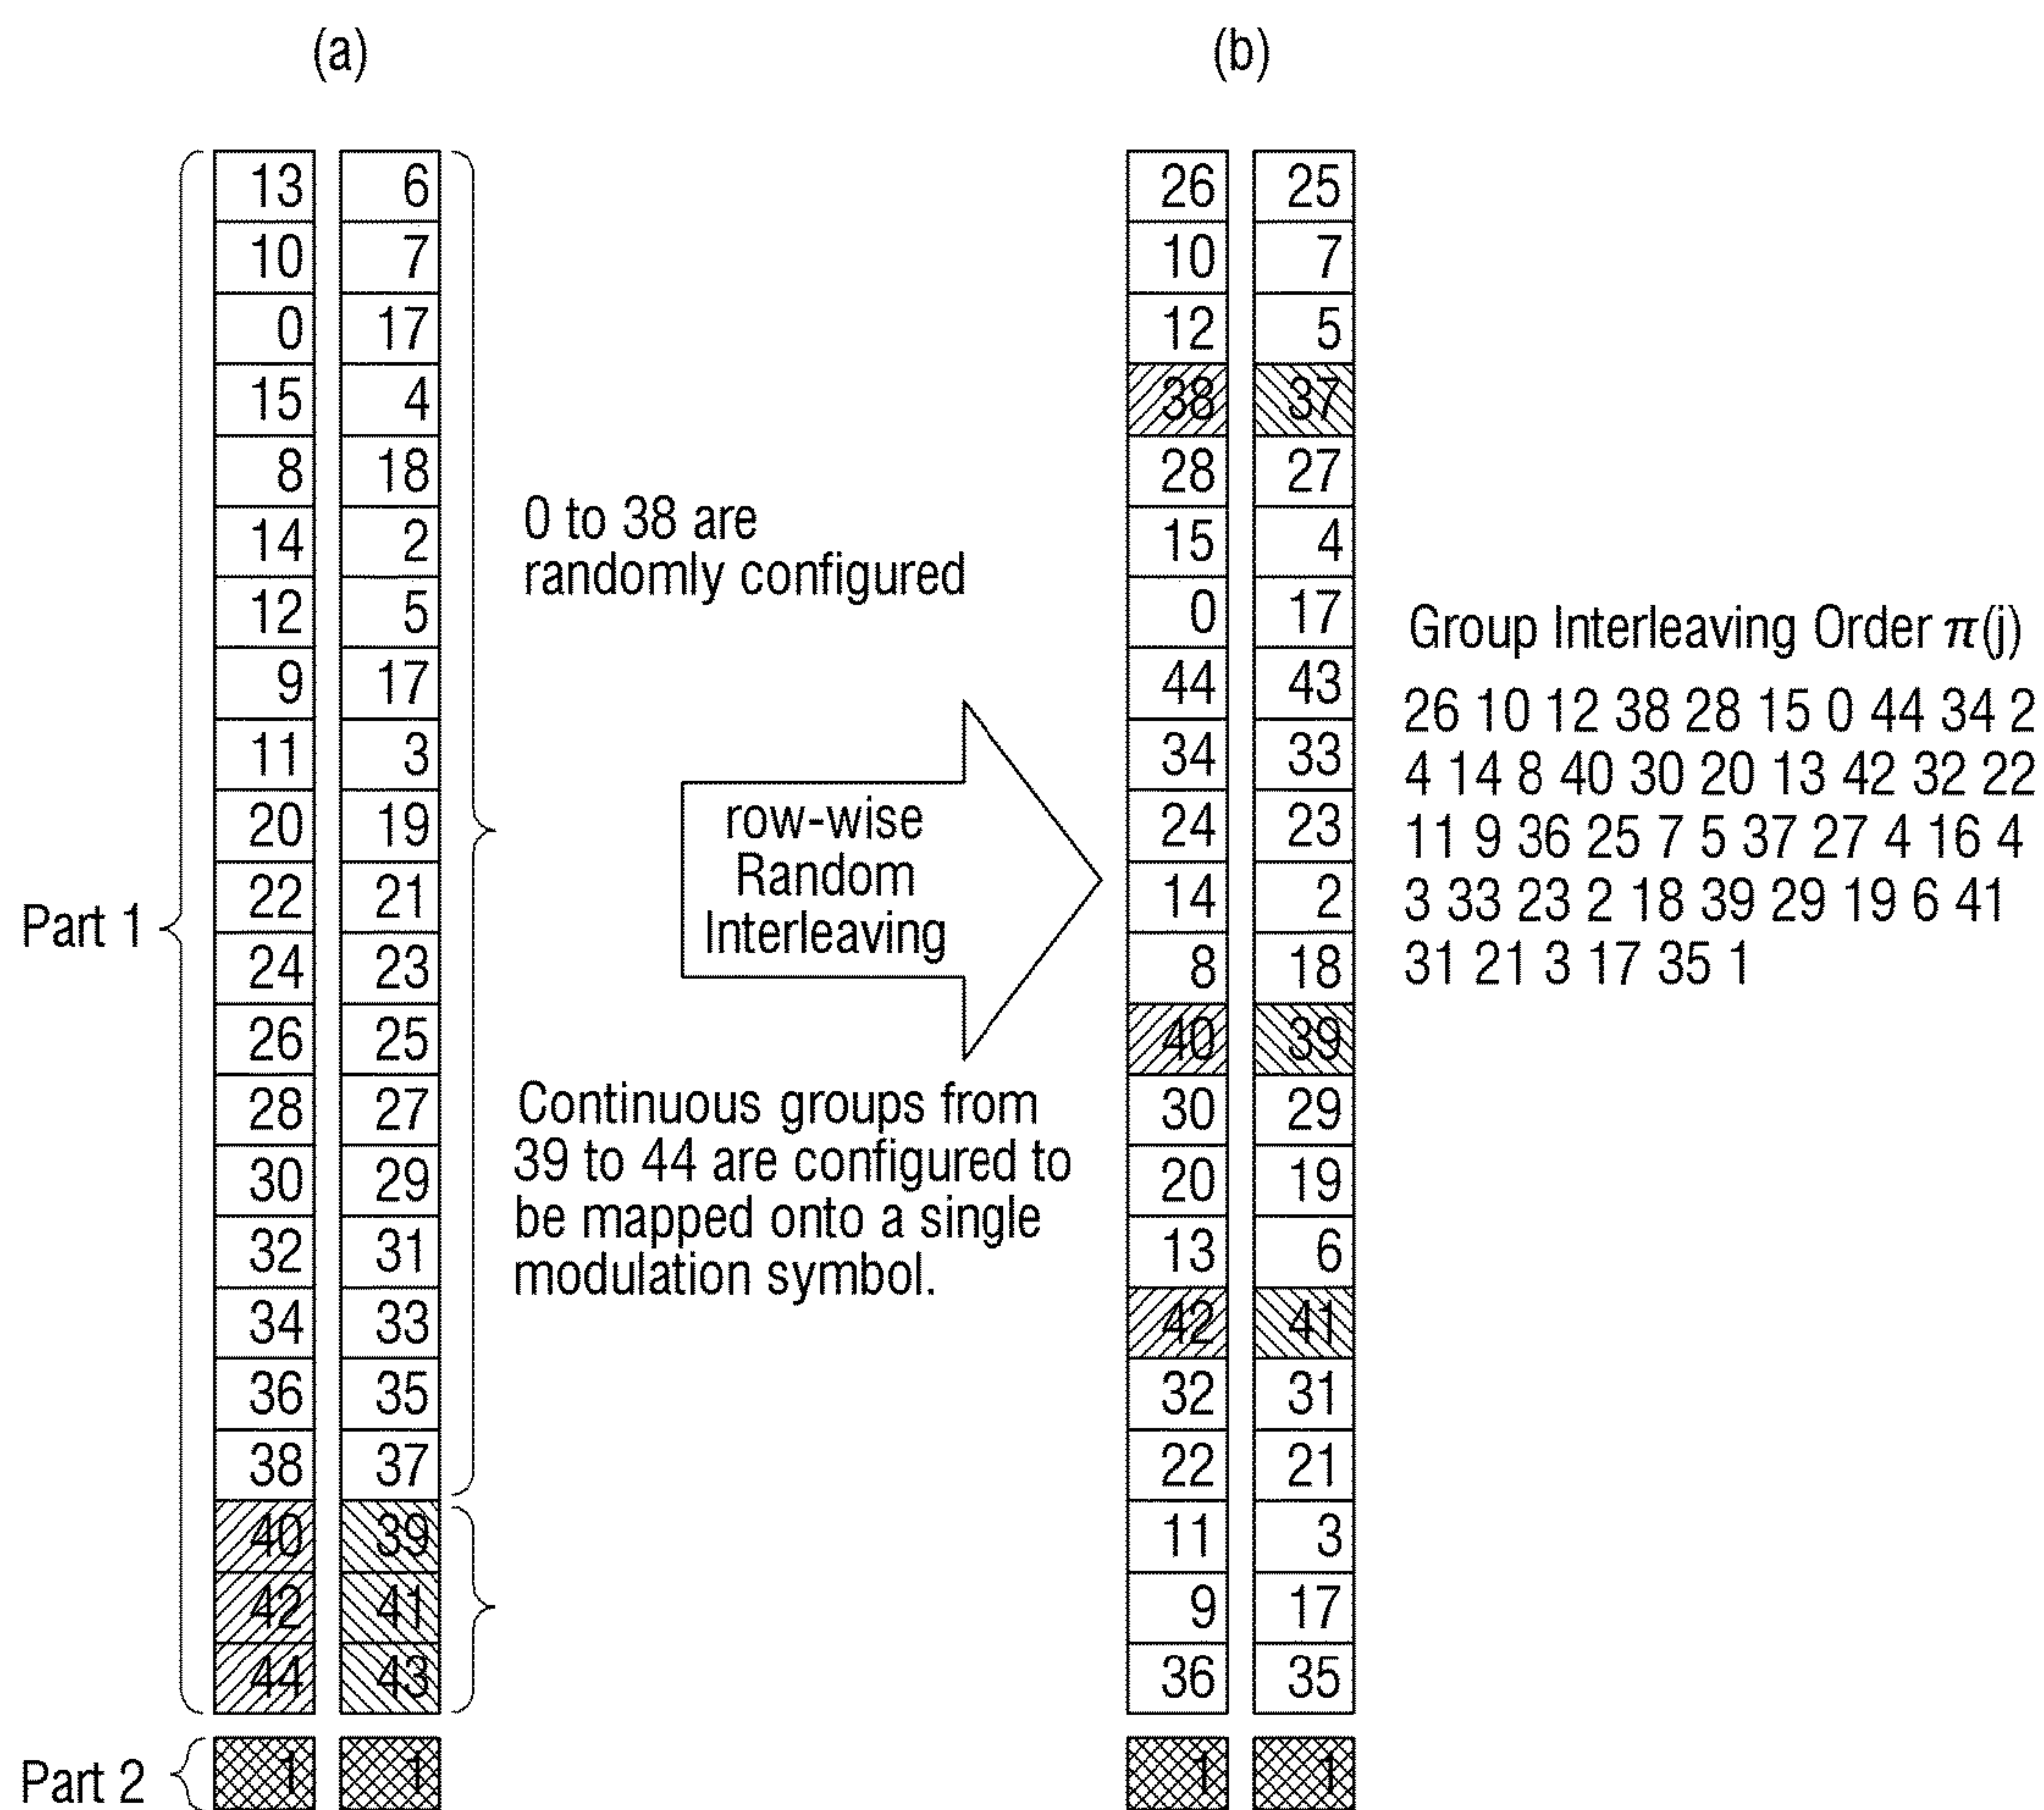 (a) (b)
13 6 26 25
10 7 10 7
0 17 12 5
15 4 38 37
8 18 28 27
14 2 15 4
12 5 0 17
9 17 44 43
11 3 34 33
20 19 24 23
22 21 14 2
24 23 8 18
26 25 40 39
28 27 30 29
30 29 20 19
32 31 13 6
34 33 42 41
36 35 32 31
38 37 22 21
40 39 11 3
42 41 9 17
44 43 36 35
1 1 1 1
Part 1
Part 2
0 to 38 are
randomly configured
row-wise
Random
Interleaving
Continuous groups from
39 to 44 are configured to
be mapped onto a single
modulation symbol.
Group Interleaving Order π(j)
26 10 12 38 28 15 0 44 34 2
4 14 8 40 30 20 13 42 32 22
11 9 36 25 7 5 37 27 4 16 4
3 33 23 2 18 39 29 19 6 41
31 21 3 17 35 1